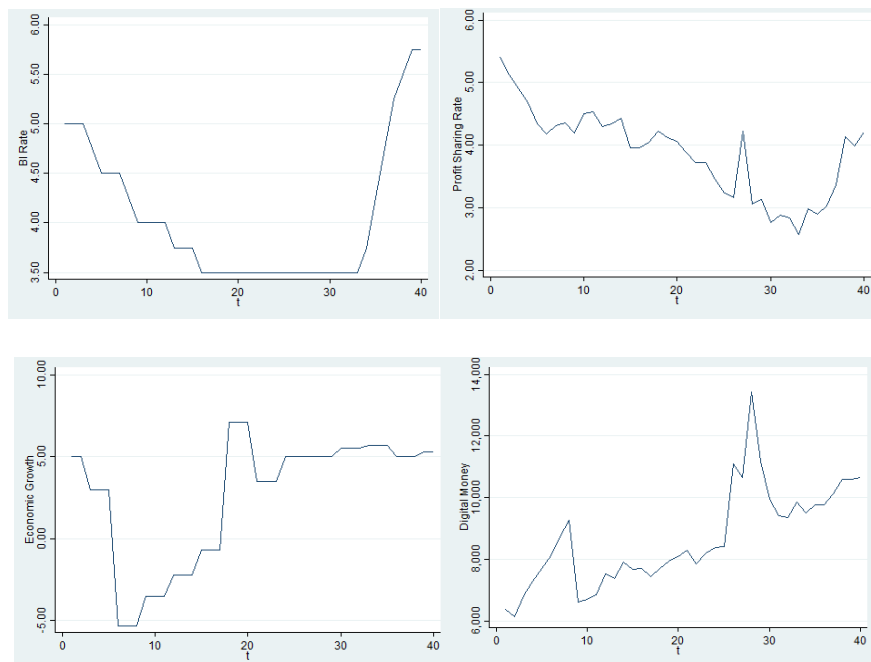 6.00
5.50
5.00
4.50
4.00
3.50
BI Rate
0 10 20 30 40
t
6.00
5.00
4.00
3.00
2.00
Profit Sharing Rate
0 10 20 30 40
t
10.00
5.00
0.00
-5.00
Economic Growth
0 10 20 30 40
t
14,000
12,000
10,000
8,000
6,000
Digital Money
0 10 20 30 40
t